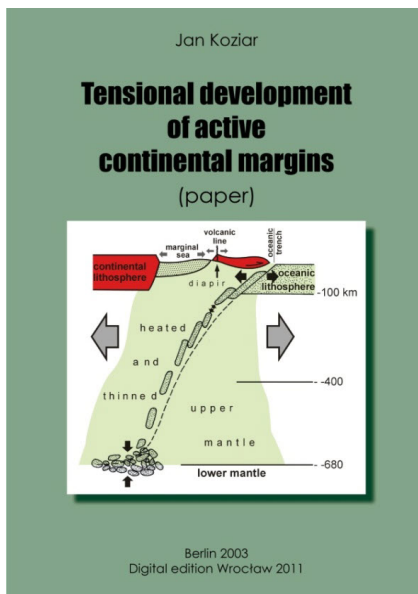 Jan Koziar
Tensional development
of active
continental margins
(paper)
marginal
sea
volcanic
line
oceanic
trench
continental
lithosphere
diapir
oceanic
lithosphere
-100 km
heated
and
thinned
upper
mantle
-400
-680
lower mantle
Berlin 2003
Digital edition Wrocław 2011